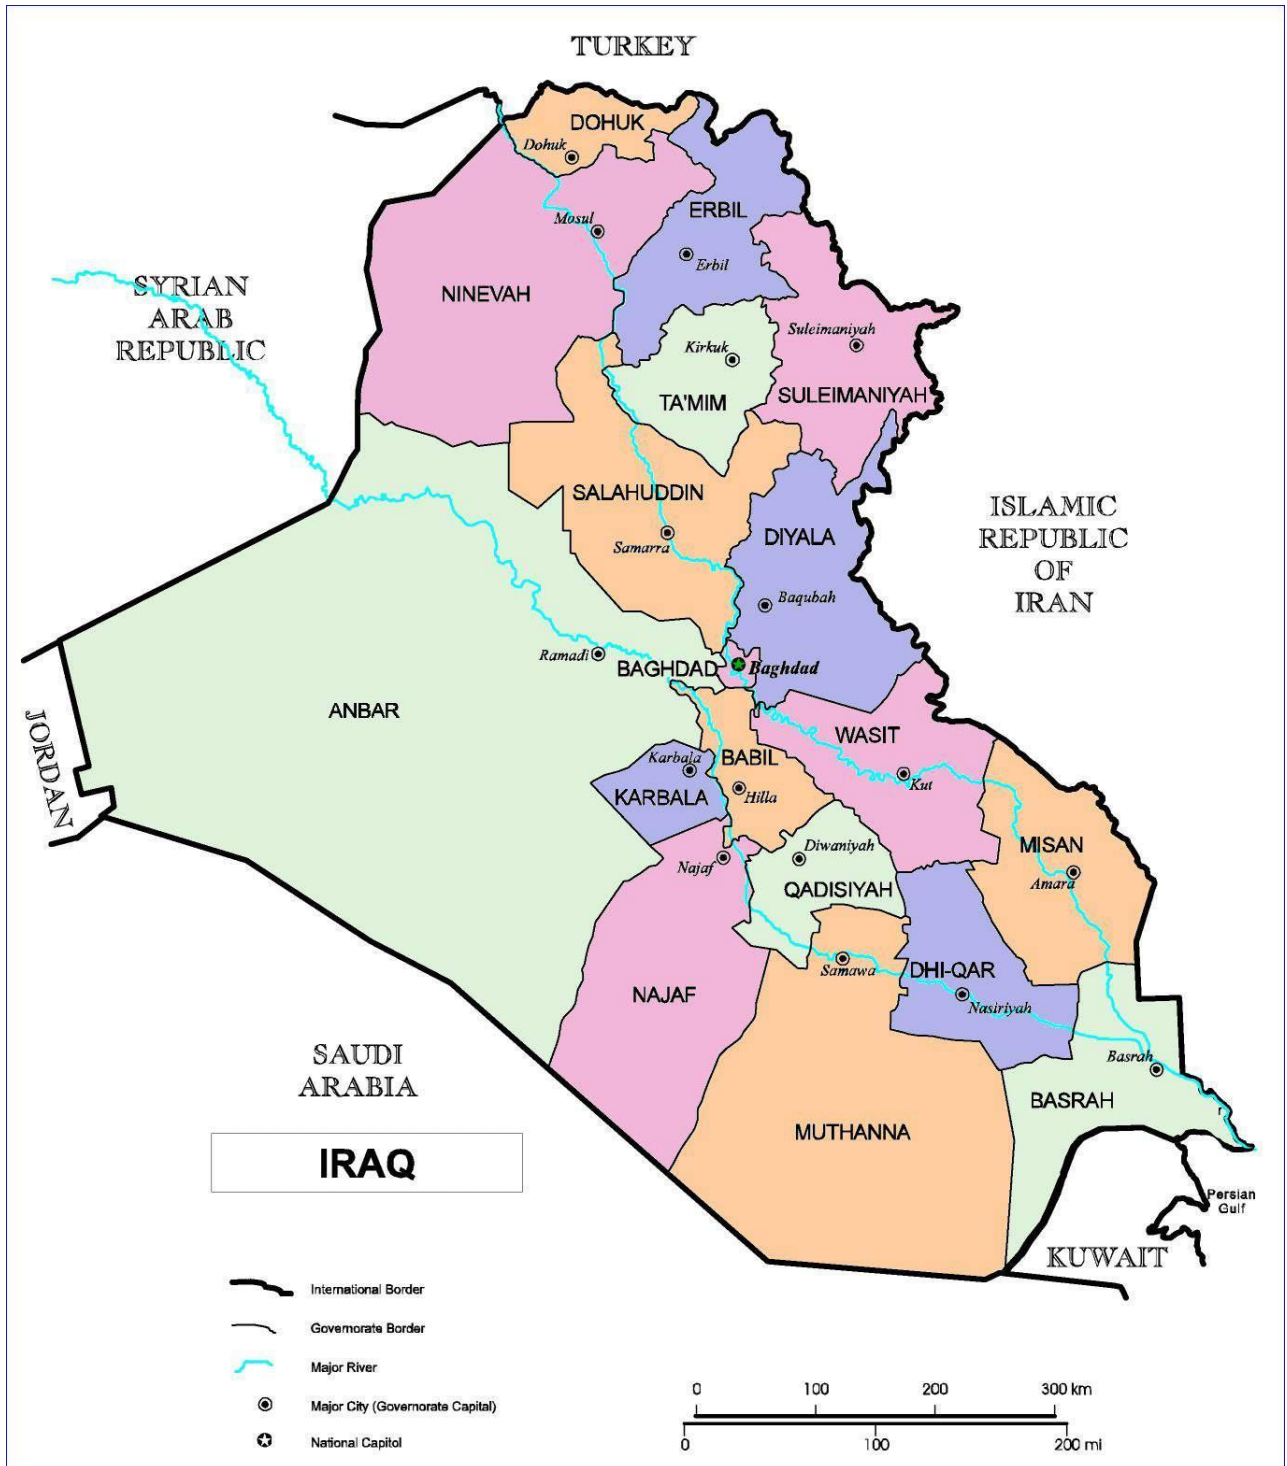 TURKEY
DOHUK
Dohuk
ERBIL
Mosul
Erbil
SYRIAN
ARAB
REPUBLIC
NINEVAH
Suleimaniyah
Kirkuk
SULEIMANIYAH
TA'MIM
SALAHUDDIN
ISLAMIC
REPUBLIC
OF
IRAN
DIYALA
Samarra
Baqubah
Ramadi
BAGHDAD
Baghdad
ANBAR
JORDAN
WASIT
Karbala
BABIL
Kut
KARBALA
Hilla
MISAN
Diwaniyah
Najaf
Amara
QADISIYAH
Samawa
DHI-QAR
NAJAF
Nasiriyah
SAUDI
ARABIA
Basrah
BASRAH
r
MUTHANNA
IRAQ
Persian
Gulf
KUWAIT
International Border
Governorate Border
Major River
Major City (Governorate Capital)
National Capitol
0 100 200 300 km
0 100 200 mi